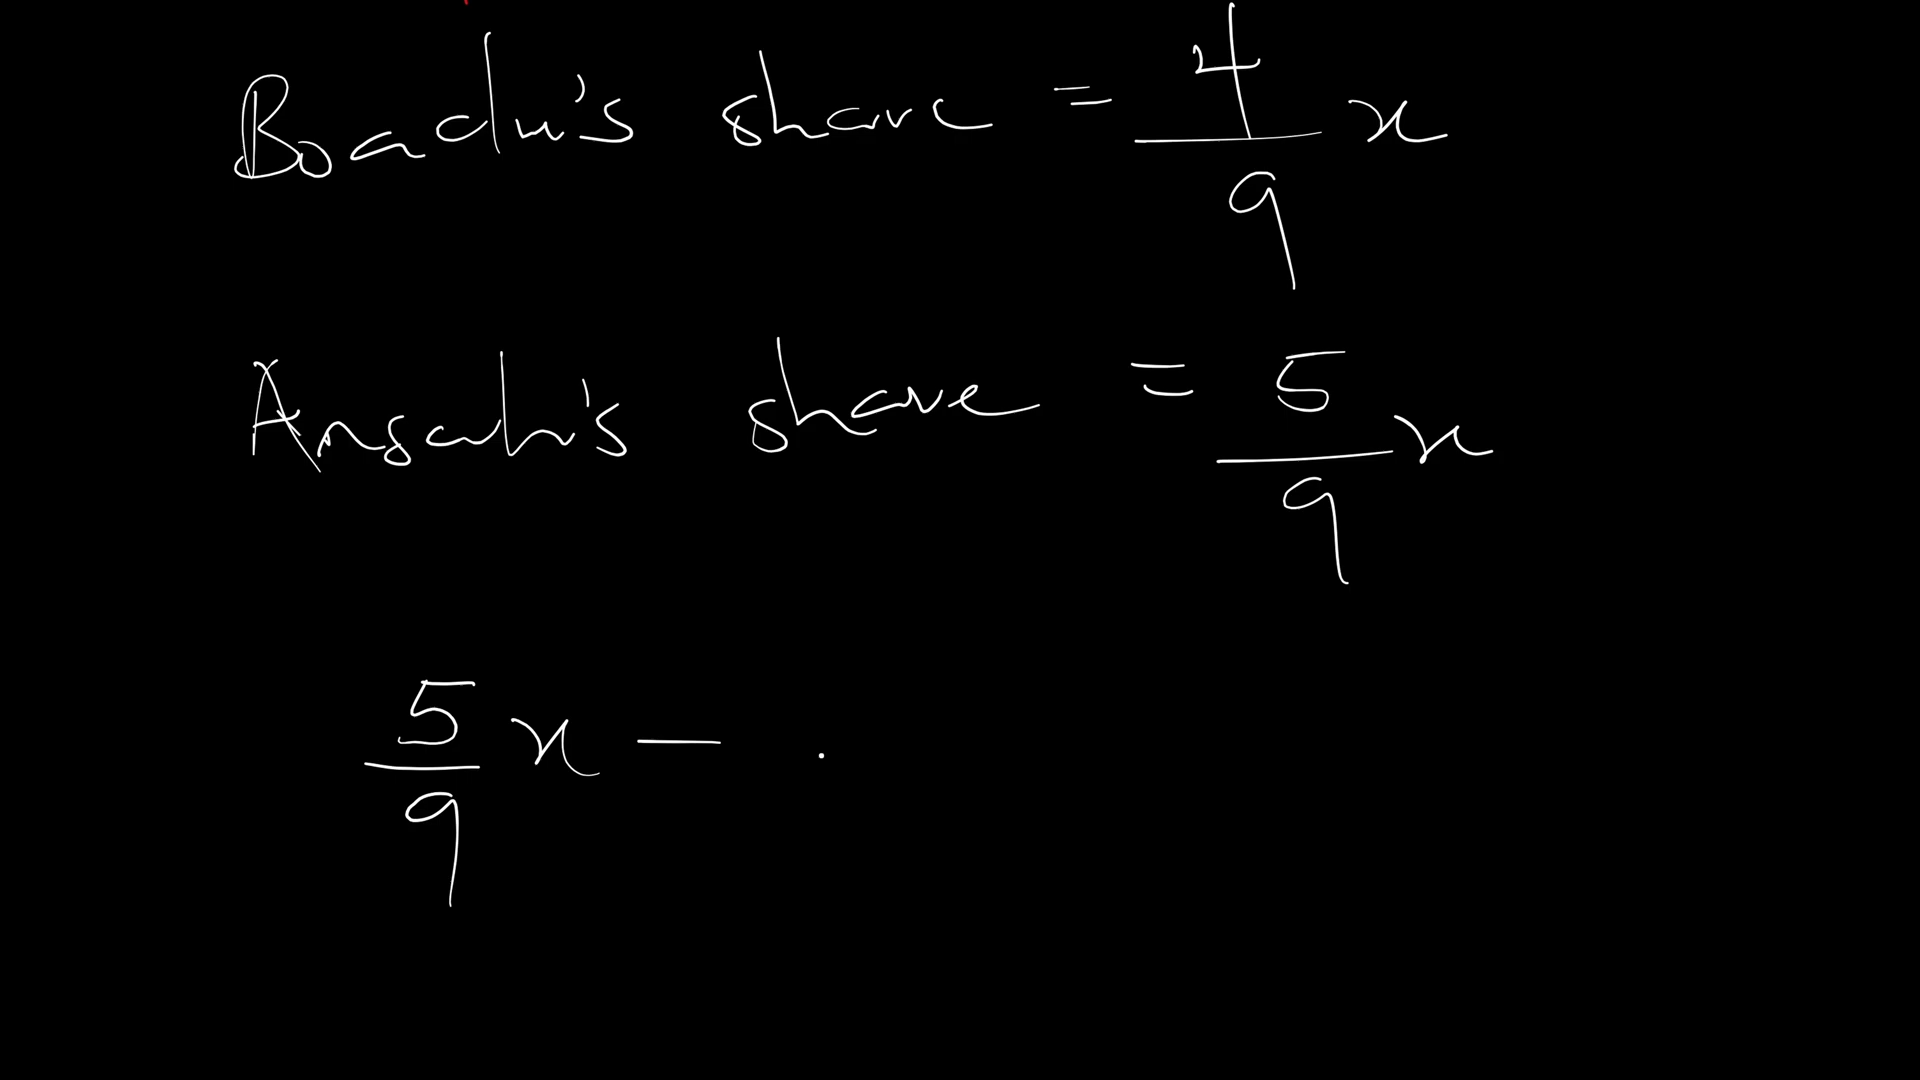 Boadu's share = 4/9 x
Ansah's share = 5/9 x
5/9 x −